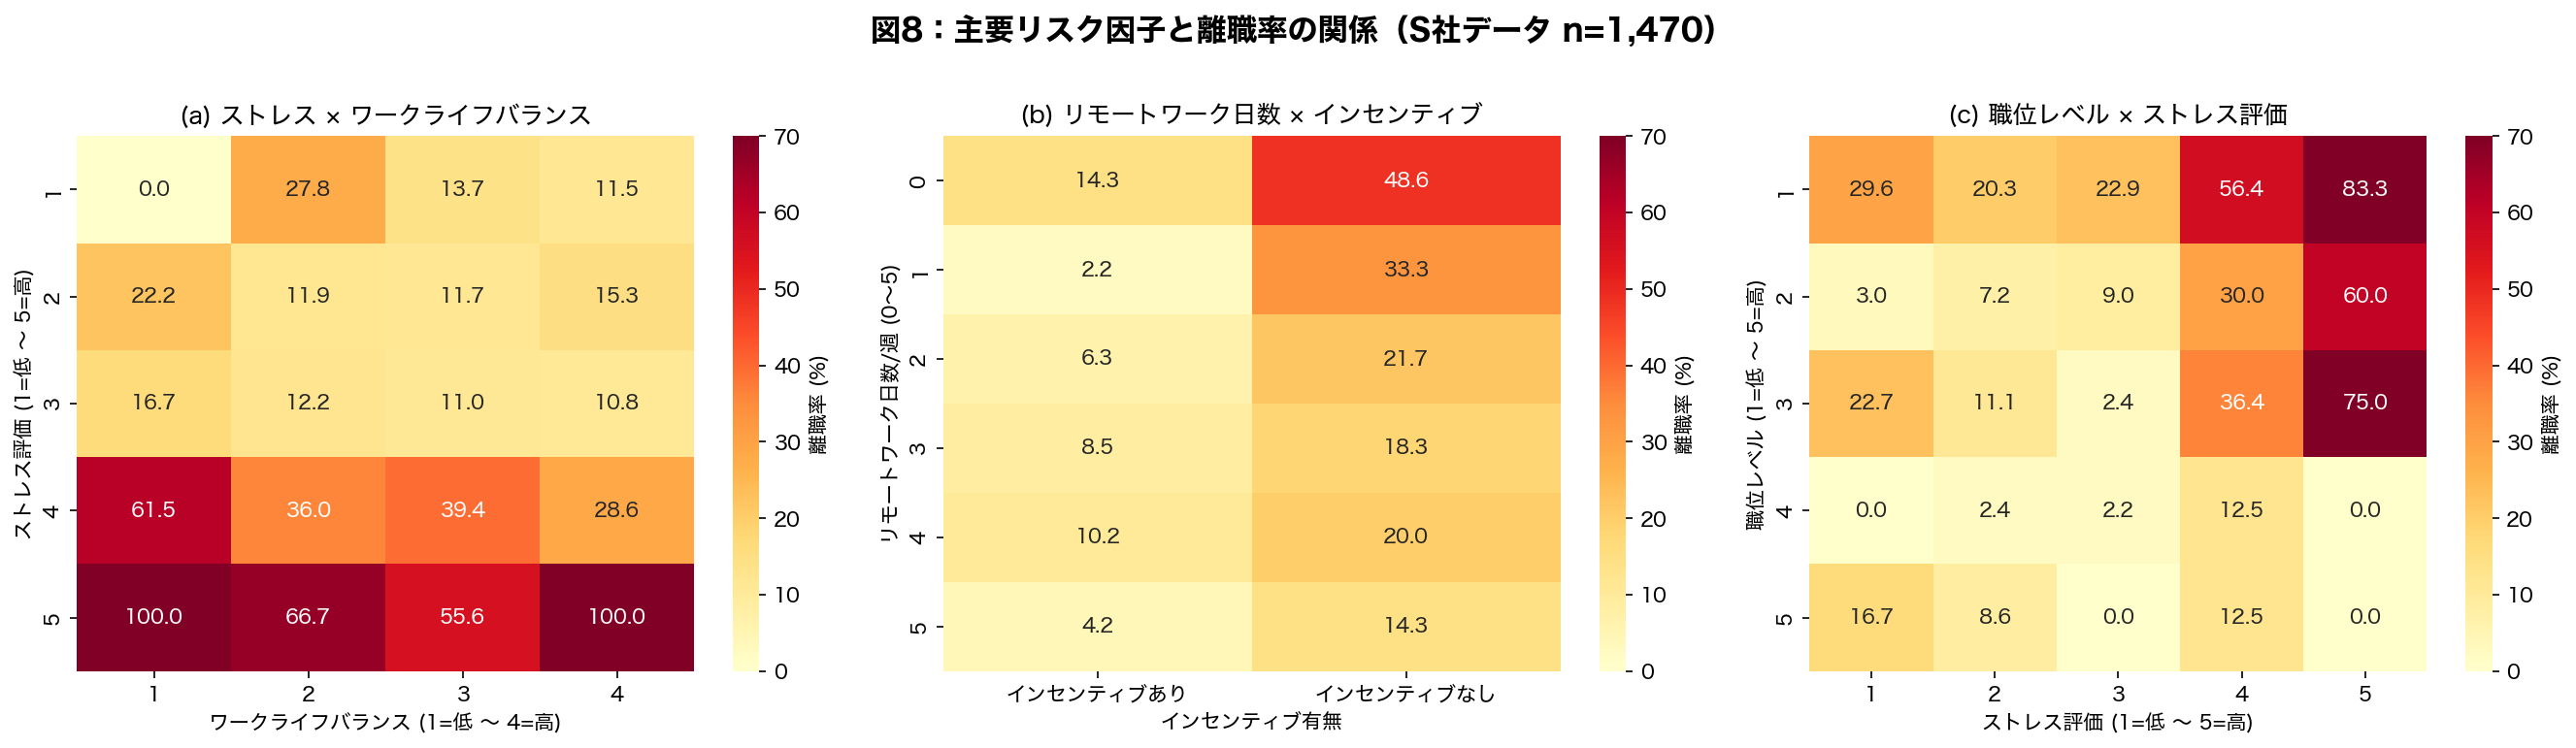 図8：主要リスク因子と離職率の関係（S社データ n=1,470）
(a) ストレス × ワークライフバランス
ストレス評価 (1=低 ～ 5=高)
1
0.0 27.8 13.7 11.5
2
22.2 11.9 11.7 15.3
3
16.7 12.2 11.0 10.8
4
61.5 36.0 39.4 28.6
5
100.0 66.7 55.6 100.0
1 2 3 4
ワークライフバランス (1=低 ～ 4=高)
70
60
50
40
30
20
10
0
離職率 (%)
(b) リモートワーク日数 × インセンティブ
リモートワーク日数/週 (0～5)
0
14.3 48.6
1
2.2 33.3
2
6.3 21.7
3
8.5 18.3
4
10.2 20.0
5
4.2 14.3
インセンティブあり インセンティブなし
インセンティブ有無
70
60
50
40
30
20
10
0
離職率 (%)
(c) 職位レベル × ストレス評価
職位レベル (1=低 ～ 5=高)
1
29.6 20.3 22.9 56.4 83.3
2
3.0 7.2 9.0 30.0 60.0
3
22.7 11.1 2.4 36.4 75.0
4
0.0 2.4 2.2 12.5 0.0
5
16.7 8.6 0.0 12.5 0.0
1 2 3 4 5
ストレス評価 (1=低 ～ 5=高)
70
60
50
40
30
20
10
0
離職率 (%)